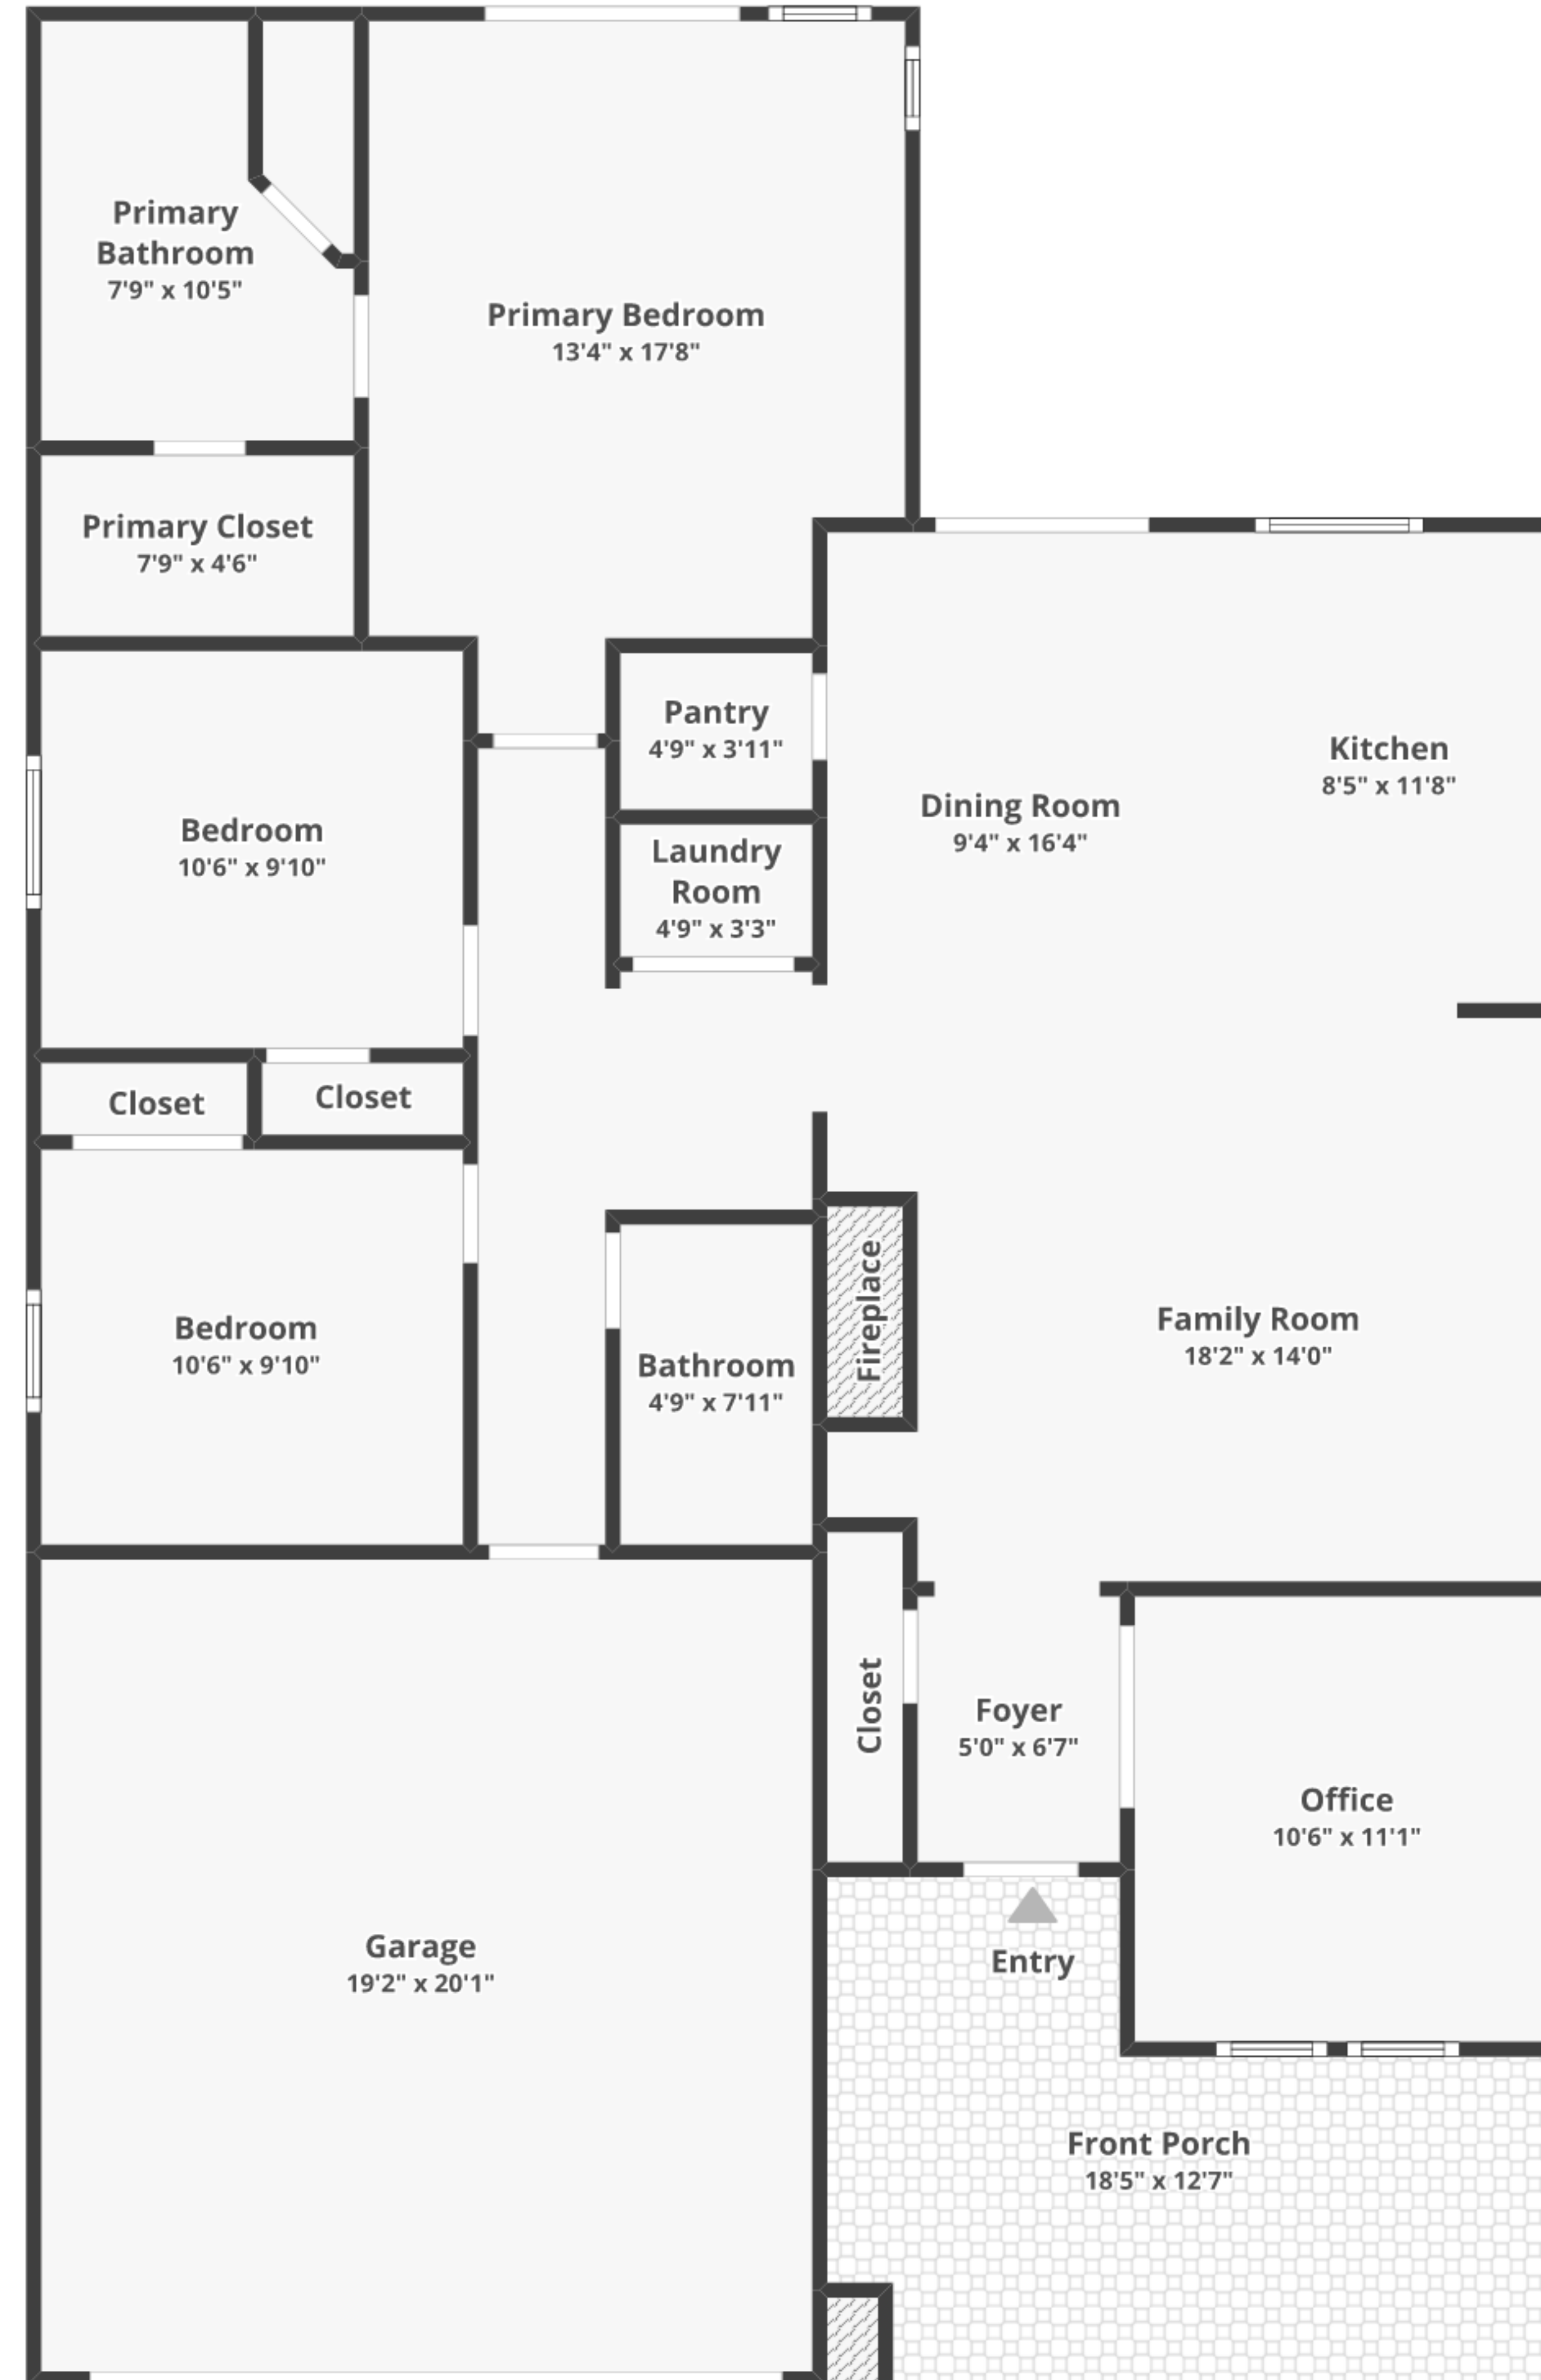 Primary
Bathroom
7'9" x 10'5"
Primary Bedroom
13'4" x 17'8"
Primary Closet
7'9" x 4'6"
Pantry
4'9" x 3'11"
Kitchen
8'5" x 11'8"
Dining Room
9'4" x 16'4"
Bedroom
10'6" x 9'10"
Laundry
Room
4'9" x 3'3"
Closet
Closet
Fireplace
Family Room
18'2" x 14'0"
Bedroom
10'6" x 9'10"
Bathroom
4'9" x 7'11"
Closet
Foyer
5'0" x 6'7"
Office
10'6" x 11'1"
Garage
19'2" x 20'1"
Entry
Front Porch
18'5" x 12'7"